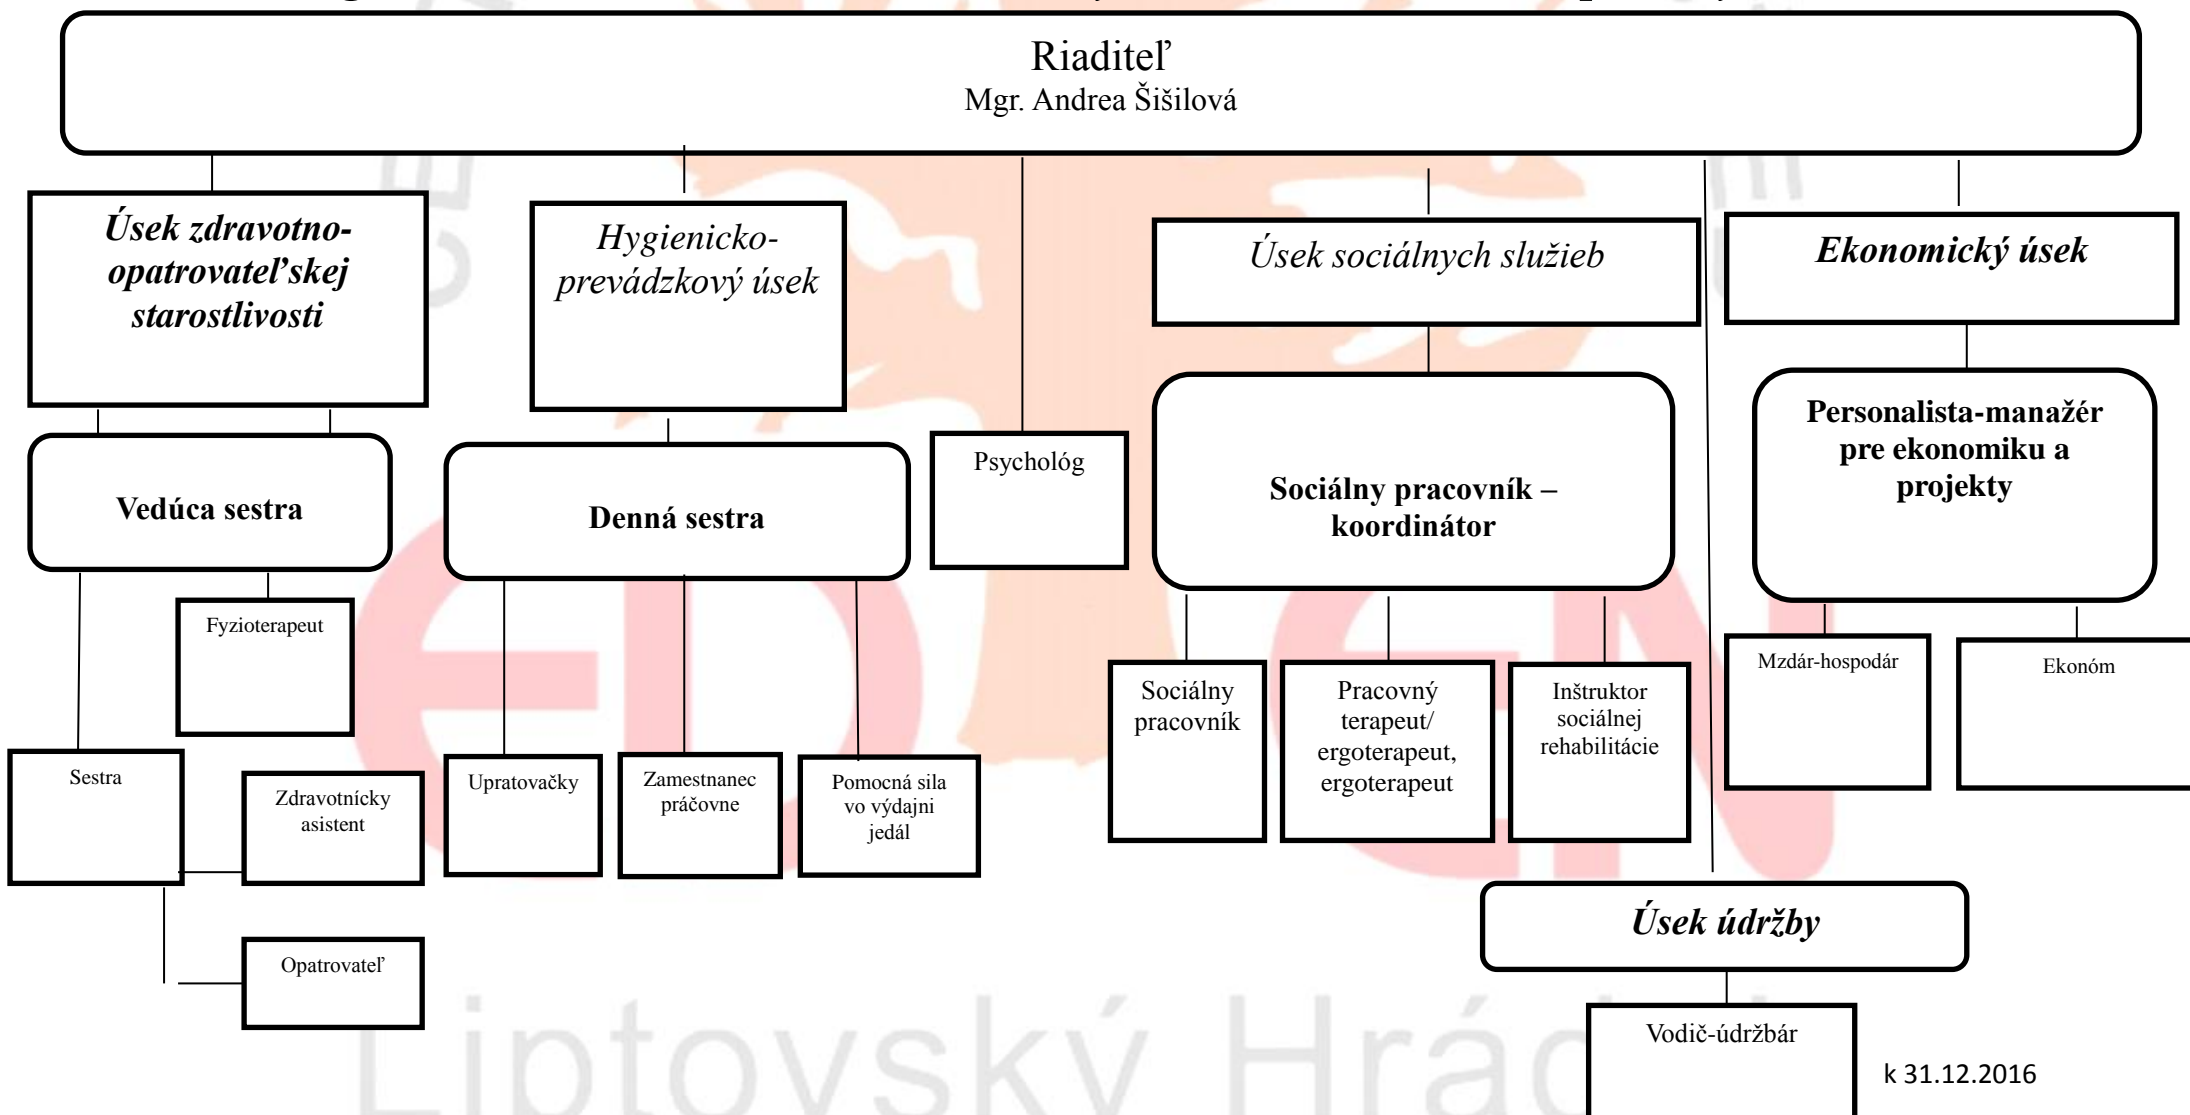 Riaditeľ
Mgr. Andrea Šišilová
Úsek zdravotno-
opatrovateľskej
starostlivosti
Hygienicko-
prevádzkový úsek
Úsek sociálnych služieb
Ekonomický úsek
Vedúca sestra
Denná sestra
Psychológ
Sociálny pracovník –
koordinátor
Personalista-manažér
pre ekonomiku a
projekty
Fyzioterapeut
Sestra
Zdravotnícky
asistent
Opatrovateľ
Upratovačky
Zamestnanec
práčovne
Pomocná sila
vo výdajni
jedál
Sociálny
pracovník
Pracovný
terapeut/
ergoterapeut,
ergoterapeut
Inštruktor
sociálnej
rehabilitácie
Mzdár-hospodár
Ekonóm
Úsek údržby
Vodič-údržbár
k 31.12.2016
EDEN
Liptovský